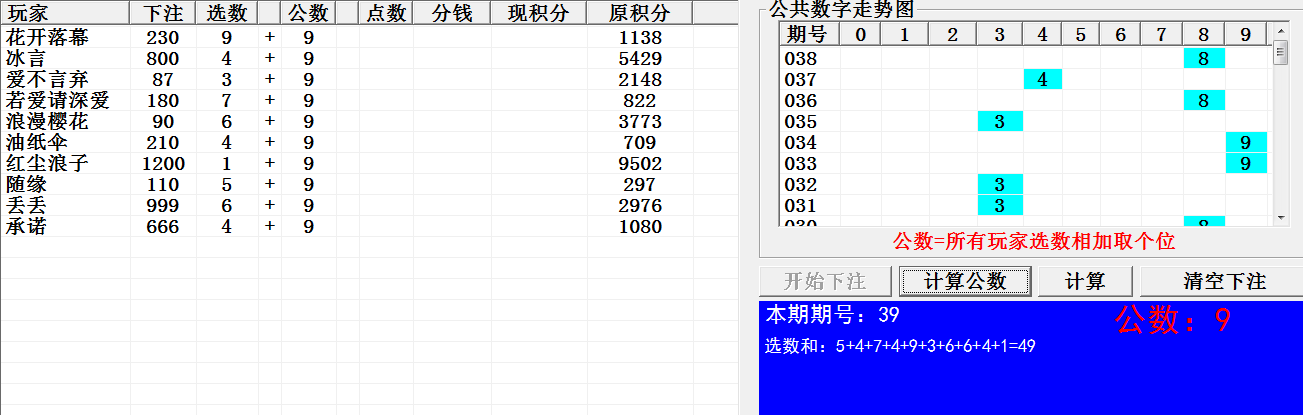 玩家 下注 选数 公数 点数 分钱 现积分 原积分
花开落幕 230 9 + 9 1138
冰言 800 4 + 9 5429
爱不言弃 87 3 + 9 2148
若爱请深爱 180 7 + 9 822
浪漫樱花 90 6 + 9 3773
油纸伞 210 4 + 9 709
红尘浪子 1200 1 + 9 9502
随缘 110 5 + 9 297
丢丢 999 6 + 9 2976
承诺 666 4 + 9 1080
公共数字走势图
期号 0 1 2 3 4 5 6 7 8 9
038 8
037 4
036 8
035 3
034 9
033 9
032 3
031 3
030 8
公数=所有玩家选数相加取个位
开始下注 计算公数 计算 清空下注
本期期号：39 公数：9
选数和：5+4+7+4+9+3+6+6+4+1=49